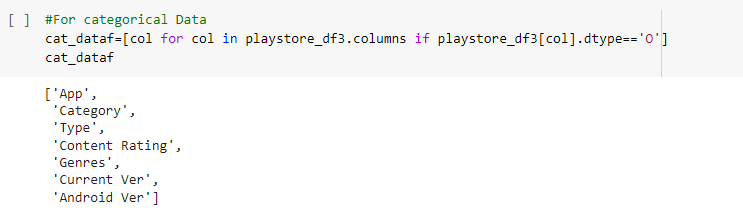 [ ] #For categorical Data
cat_dataf=[col for col in playstore_df3.columns if playstore_df3[col].dtype=='O']
cat_dataf
['App',
'Category',
'Type',
'Content Rating',
'Genres',
'Current Ver',
'Android Ver']